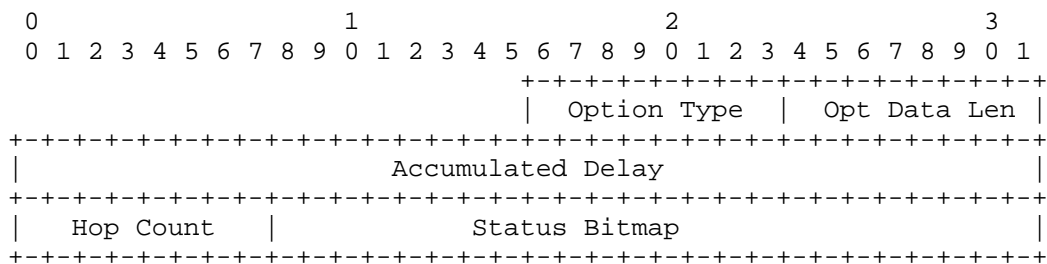 0                   1                   2                   3
 0 1 2 3 4 5 6 7 8 9 0 1 2 3 4 5 6 7 8 9 0 1 2 3 4 5 6 7 8 9 0 1
                                +-+-+-+-+-+-+-+-+-+-+-+-+-+-+-+-+
                                |  Option Type  |  Opt Data Len |
+-+-+-+-+-+-+-+-+-+-+-+-+-+-+-+-+-+-+-+-+-+-+-+-+-+-+-+-+-+-+-+-+
|                       Accumulated Delay                       |
+-+-+-+-+-+-+-+-+-+-+-+-+-+-+-+-+-+-+-+-+-+-+-+-+-+-+-+-+-+-+-+-+
|   Hop Count   |            Status Bitmap                      |
+-+-+-+-+-+-+-+-+-+-+-+-+-+-+-+-+-+-+-+-+-+-+-+-+-+-+-+-+-+-+-+-+